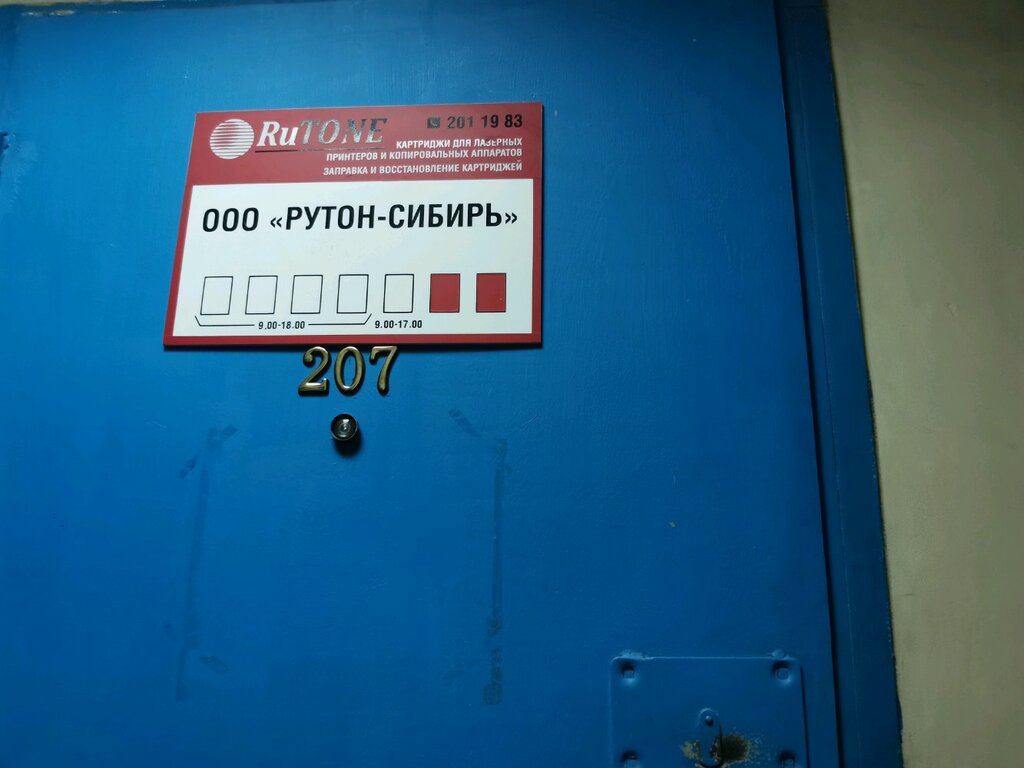 RuTONE
201 19 83
КАРТРИДЖИ ДЛЯ ЛАЗЕРНЫХ
ПРИНТЕРОВ И КОПИРОВАЛЬНЫХ АППАРАТОВ
ЗАПРАВКА И ВОССТАНОВЛЕНИЕ КАРТРИДЖЕЙ
ООО «РУТОН-СИБИРЬ»
9.00-18.00 9.00-17.00
207